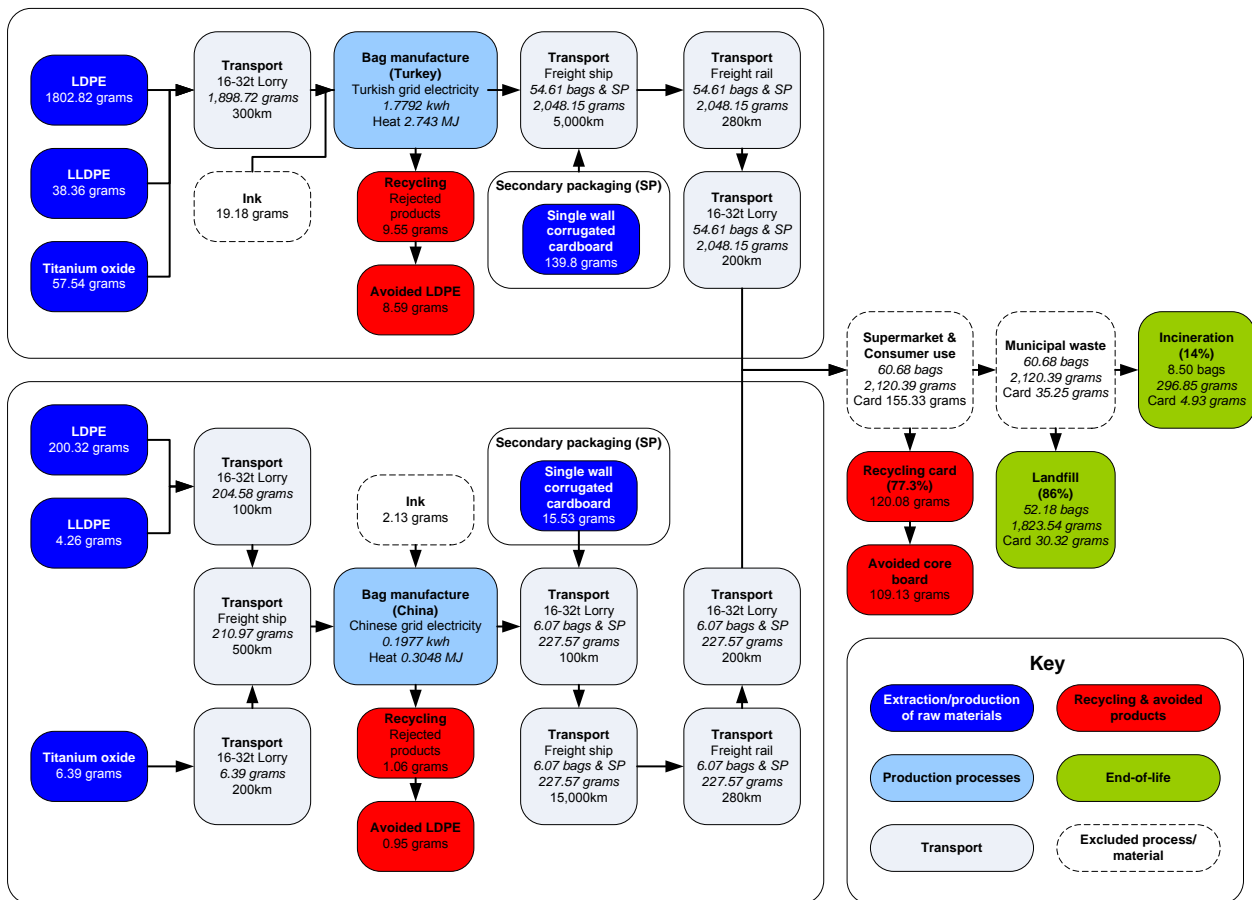 LDPE
1802.82 grams
LLDPE
38.36 grams
Titanium oxide
57.54 grams
Transport
16-32t Lorry
1,898.72 grams
300km
Ink
19.18 grams
Bag manufacture
(Turkey)
Turkish grid electricity
1.7792 kwh
Heat 2.743 MJ
Recycling
Rejected
products
9.55 grams
Avoided LDPE
8.59 grams
Transport
Freight ship
54.61 bags & SP
2,048.15 grams
5,000km
Secondary packaging (SP)
Single wall
corrugated
cardboard
139.8 grams
Transport
Freight rail
54.61 bags & SP
2,048.15 grams
280km
Transport
16-32t Lorry
54.61 bags & SP
2,048.15 grams
200km
LDPE
200.32 grams
LLDPE
4.26 grams
Titanium oxide
6.39 grams
Transport
16-32t Lorry
204.58 grams
100km
Transport
Freight ship
210.97 grams
500km
Transport
16-32t Lorry
6.39 grams
200km
Ink
2.13 grams
Bag manufacture
(China)
Chinese grid electricity
0.1977 kwh
Heat 0.3048 MJ
Recycling
Rejected
products
1.06 grams
Avoided LDPE
0.95 grams
Secondary packaging (SP)
Single wall
corrugated
cardboard
15.53 grams
Transport
16-32t Lorry
6.07 bags & SP
227.57 grams
100km
Transport
Freight ship
6.07 bags & SP
227.57 grams
15,000km
Transport
16-32t Lorry
6.07 bags & SP
227.57 grams
200km
Transport
Freight rail
6.07 bags & SP
227.57 grams
280km
Supermarket &
Consumer use
60.68 bags
2,120.39 grams
Card 155.33 grams
Municipal waste
60.68 bags
2,120.39 grams
Card 35.25 grams
Incineration
(14%)
8.50 bags
296.85 grams
Card 4.93 grams
Recycling card
(77.3%)
120.08 grams
Avoided core
board
109.13 grams
Landfill
(86%)
52.18 bags
1,823.54 grams
Card 30.32 grams
Key
Extraction/production
of raw materials
Recycling & avoided
products
Production processes
End-of-life
Transport
Excluded process/
material